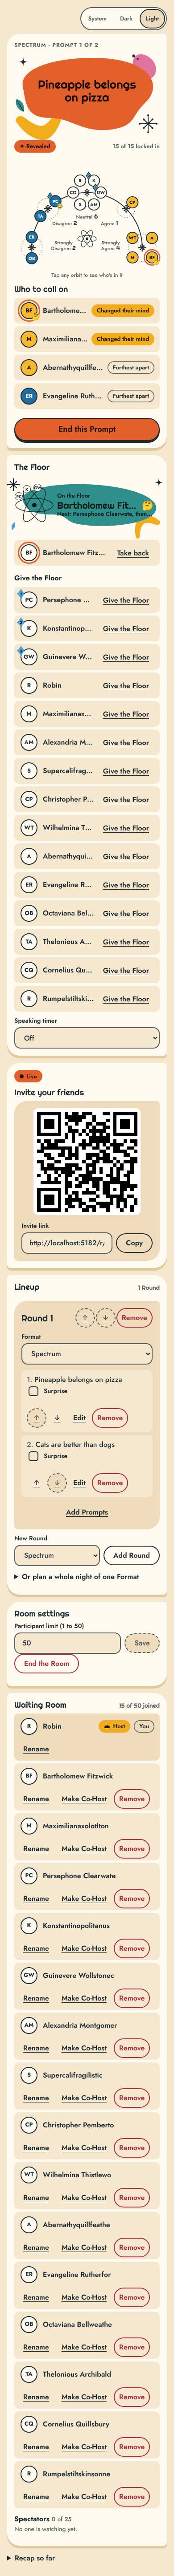 System Dark Light
SPECTRUM · PROMPT 1 OF 2
Pineapple belongs
on pizza
Revealed 15 of 15 locked in
K K
CQ GW
S AM
Neutral 6
PC CP
Disagree 2 Agree 1
TA
ER WT A
Strongly Strongly
Disagree 2 Agree 4
OB M BF
Tap any orbit to see who's in it
Who to call on
BF Bartholome... Changed their mind
M Maximiliana... Changed their mind
A Abernathyquillfe... Furthest apart
ER Evangeline Ruth... Furthest apart
End this Prompt
The Floor
On the Floor
Bartholomew Fit...
Next: Persephone Clearwate, then...
BF Bartholomew Fitz... Take back
Give the Floor
PC Persephone ... Give the Floor
K Konstantinop... Give the Floor
GW Guinevere W... Give the Floor
R Robin Give the Floor
M Maximilianax... Give the Floor
AM Alexandria M... Give the Floor
S Supercalifrag... Give the Floor
CP Christopher P... Give the Floor
WT Wilhelmina T... Give the Floor
A Abernathyqui... Give the Floor
ER Evangeline R... Give the Floor
OB Octaviana Bel... Give the Floor
TA Thelonious A... Give the Floor
CQ Cornelius Qu... Give the Floor
R Rumpelstiltski... Give the Floor
Speaking timer
Off
Live
Invite your friends
Invite link
http://localhost:5182/r/ Copy
Lineup 1 Round
Round 1 ↑ ↓ Remove
Format
Spectrum
1. Pineapple belongs on pizza
Surprise
↑ ↓ Edit Remove
2. Cats are better than dogs
Surprise
↑ ↓ Edit Remove
Add Prompts
New Round
Spectrum Add Round
Or plan a whole night of one Format
Room settings
Participant limit (1 to 50)
50 Save
End the Room
Waiting Room 15 of 50 joined
R Robin Host You
Rename
BF Bartholomew Fitzwick
Rename Make Co-Host Remove
M Maximilianaxolotlton
Rename Make Co-Host Remove
PC Persephone Clearwate
Rename Make Co-Host Remove
K Konstantinopolitanus
Rename Make Co-Host Remove
GW Guinevere Wollstonec
Rename Make Co-Host Remove
AM Alexandria Montgomer
Rename Make Co-Host Remove
S Supercalifragilistic
Rename Make Co-Host Remove
CP Christopher Pemberto
Rename Make Co-Host Remove
WT Wilhelmina Thistlewo
Rename Make Co-Host Remove
A Abernathyquillfeathe
Rename Make Co-Host Remove
ER Evangeline Rutherfor
Rename Make Co-Host Remove
OB Octaviana Bellweathe
Rename Make Co-Host Remove
TA Thelonious Archibald
Rename Make Co-Host Remove
CQ Cornelius Quillsbury
Rename Make Co-Host Remove
R Rumpelstiltskinsonne
Rename Make Co-Host Remove
Spectators 0 of 25
No one is watching yet.
Recap so far